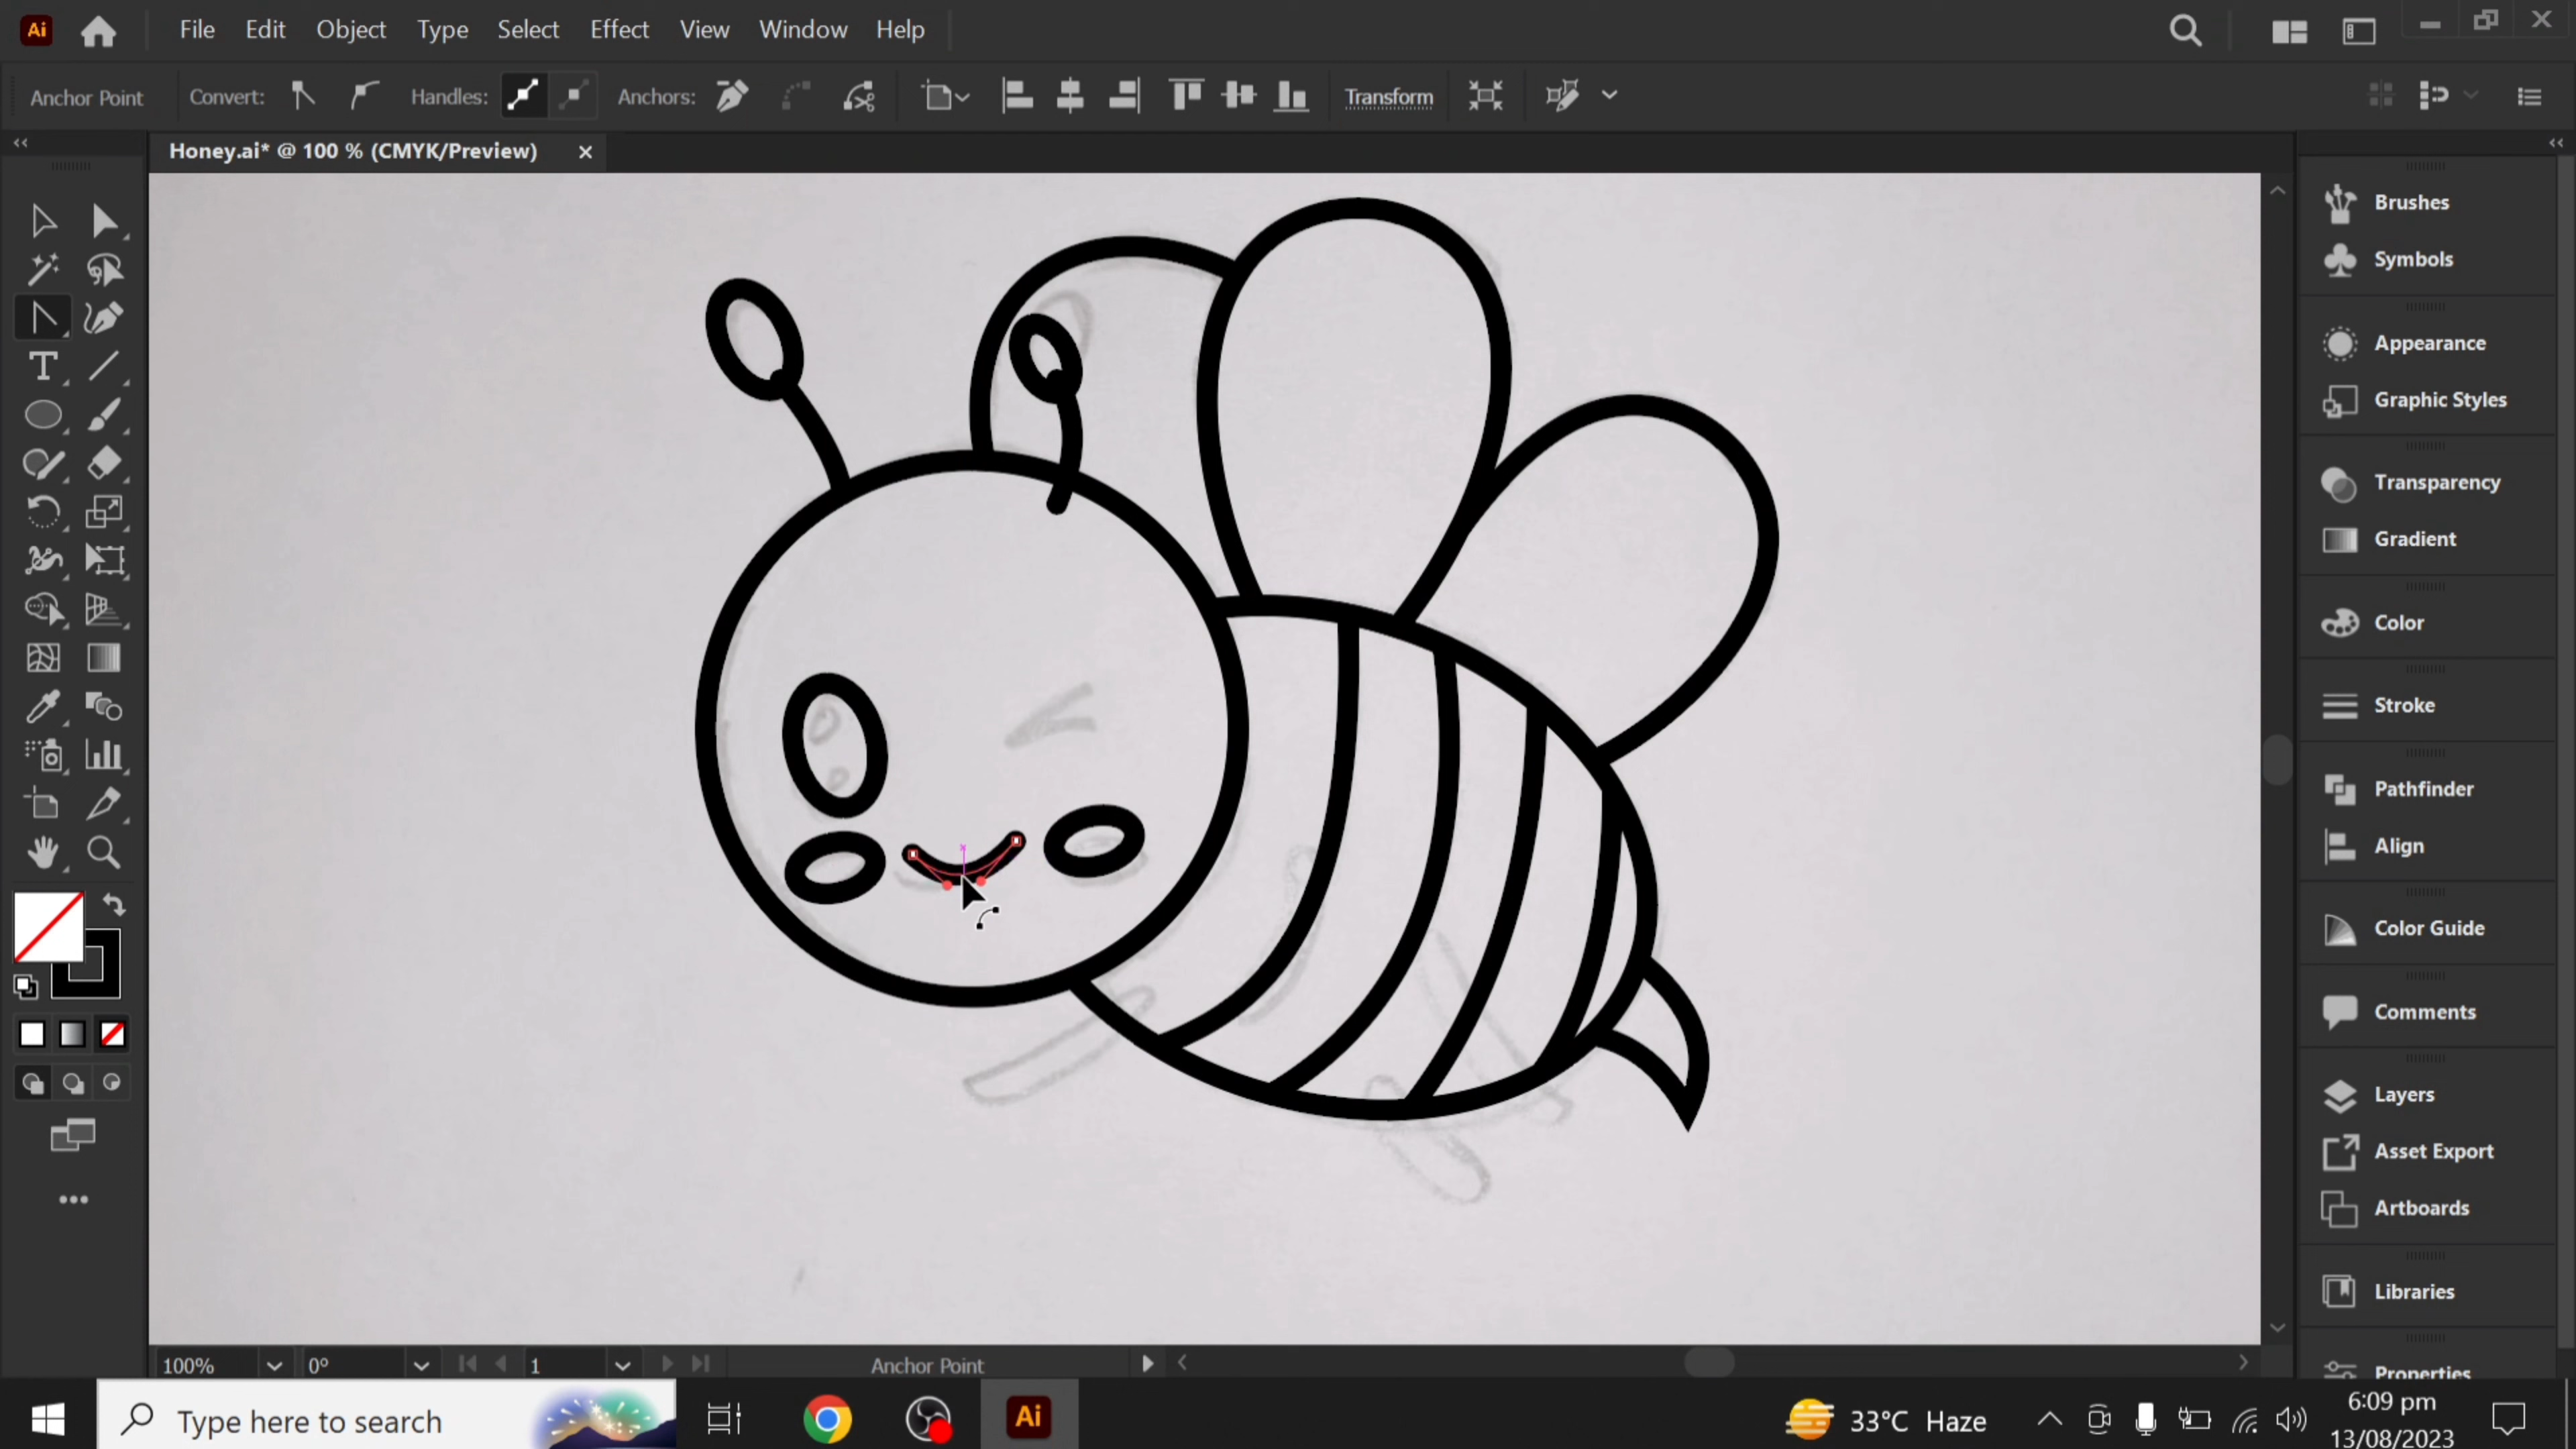 Ai File Edit Object Type Select Effect View Window Help
Anchor Point Convert: Handles: Anchors: Transform
Honey.ai* @ 100 % (CMYK/Preview)
Brushes
Symbols
Appearance
Graphic Styles
Transparency
Gradient
Color
Stroke
Pathfinder
Align
Color Guide
Comments
Layers
Asset Export
Artboards
Libraries
Properties
100% 0° 1 Anchor Point
Type here to search Ai 33°C Haze 6:09 pm
13/08/2023